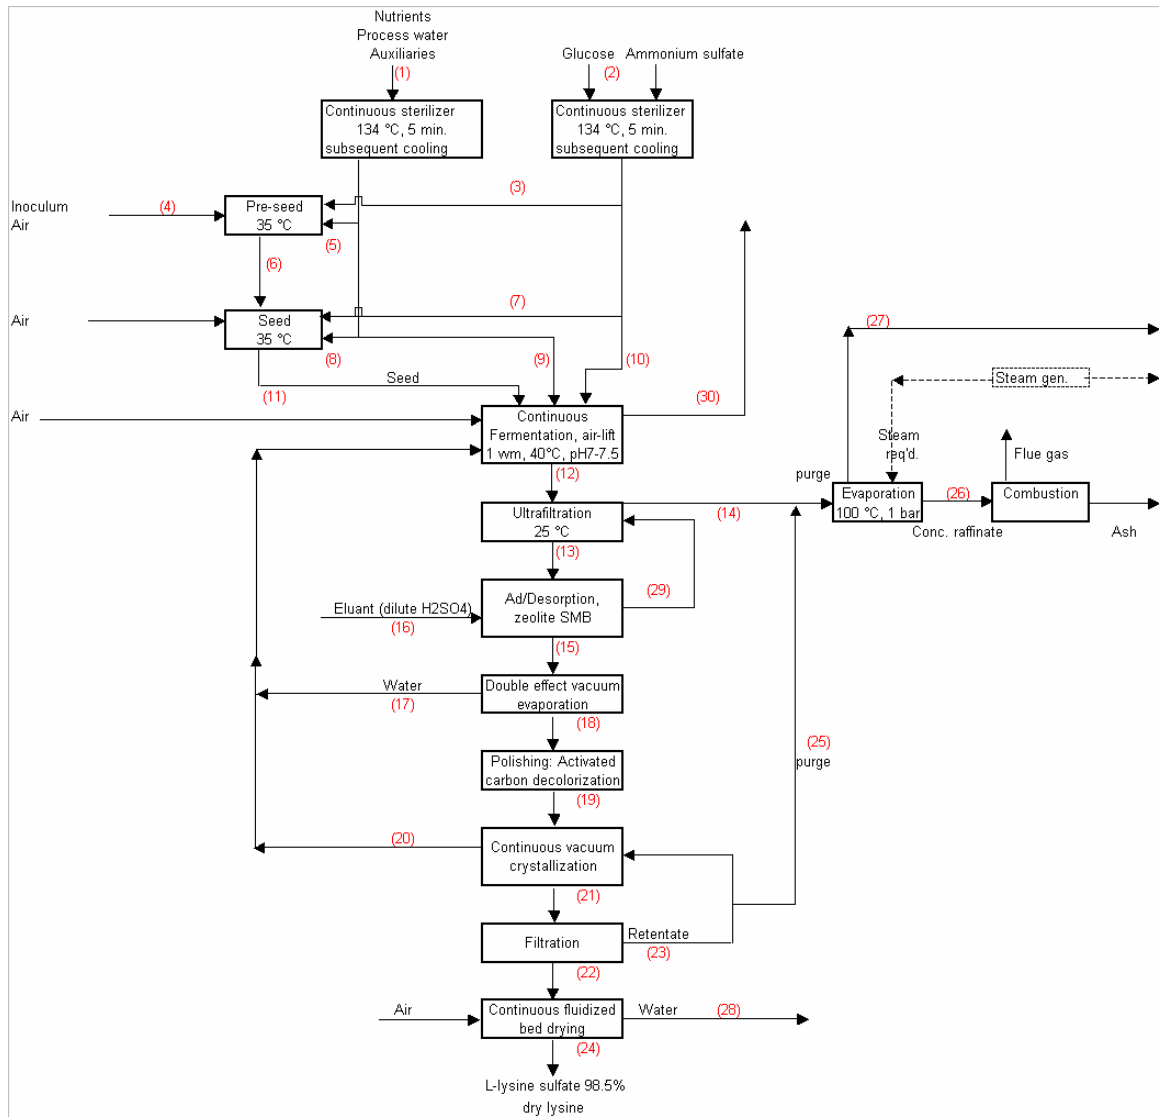 Nutrients
Process water
Auxiliaries
(1)
Glucose
(2)
Ammonium sulfate
Continuous sterilizer
134 °C, 5 min.
subsequent cooling
Continuous sterilizer
134 °C, 5 min.
subsequent cooling
(3)
Inoculum
Air
(4)
Pre-seed
35 °C
(5)
(6)
(7)
Air
Seed
35 °C
(8)
(9)
(10)
(11)
Seed
(27)
Steam gen.
(30)
Air
Continuous
Fermentation, air-lift
1 wm, 40°C, pH7-7.5
Steam
req'd.
Flue gas
(12)
purge
Ultrafiltration
25 °C
(14)
Evaporation
100 °C, 1 bar
(26)
Combustion
Conc. raffinate
Ash
(13)
Ad/Desorption,
zeolite SMB
(29)
Eluant (dilute H2SO4)
(16)
(15)
Water
(17)
Double effect vacuum
evaporation
(18)
(25)
purge
Polishing: Activated
carbon decolorization
(19)
(20)
Continuous vacuum
crystallization
(21)
Filtration
Retentate
(23)
(22)
Air
Continuous fluidized
bed drying
Water
(28)
(24)
L-lysine sulfate 98.5%
dry lysine